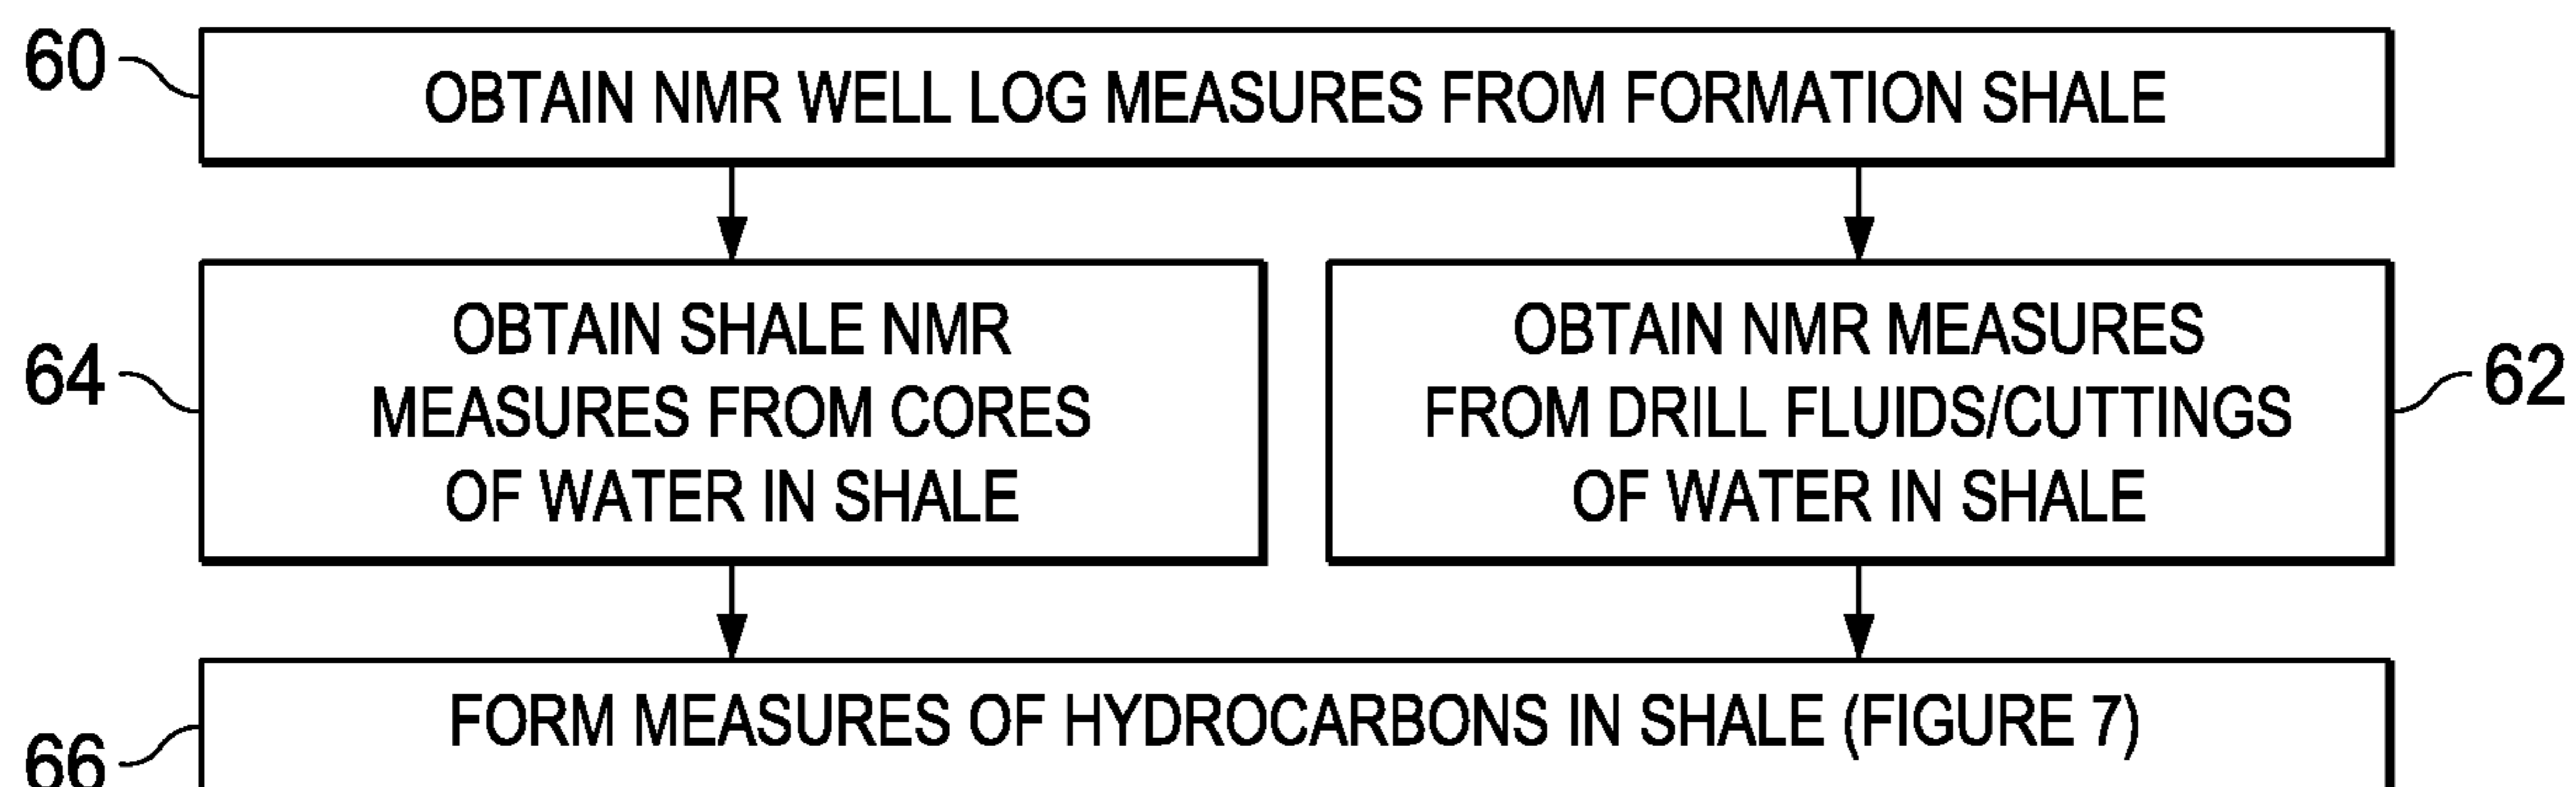 60
OBTAIN NMR WELL LOG MEASURES FROM FORMATION SHALE
64
OBTAIN SHALE NMR
MEASURES FROM CORES
OF WATER IN SHALE
OBTAIN NMR MEASURES
FROM DRILL FLUIDS/CUTTINGS
OF WATER IN SHALE
62
66
FORM MEASURES OF HYDROCARBONS IN SHALE (FIGURE 7)